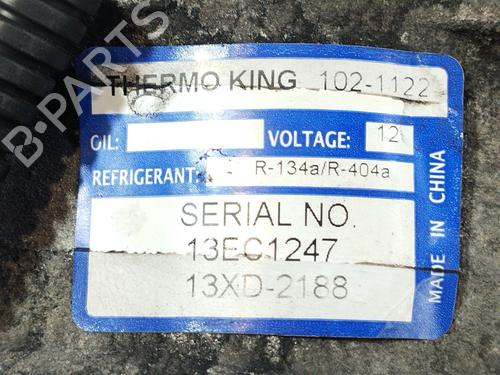 THERMO KING 102-1122
OIL: VOLTAGE: 12
REFRIGERANT: R-134a/R-404a
SERIAL NO.
13EC1247
13XD-2188
MADE IN CHINA
B-PARTS